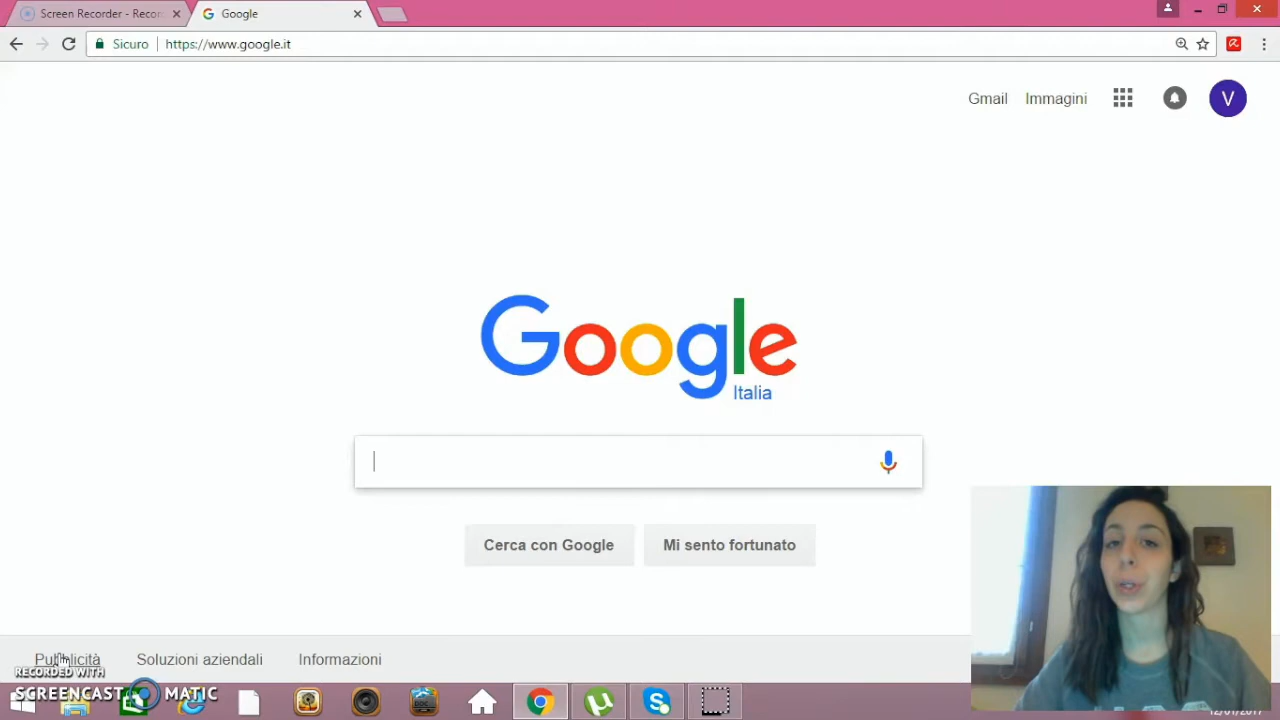 Screen Recorder - Recor
Google
Sicuro
https://www.google.it
Gmail
Immagini
V
Google
Italia
Cerca con Google
Mi sento fortunato
Pubblicità
Soluzioni aziendali
Informazioni
RECORDED WITH
SCREENCAST MATIC
DOC